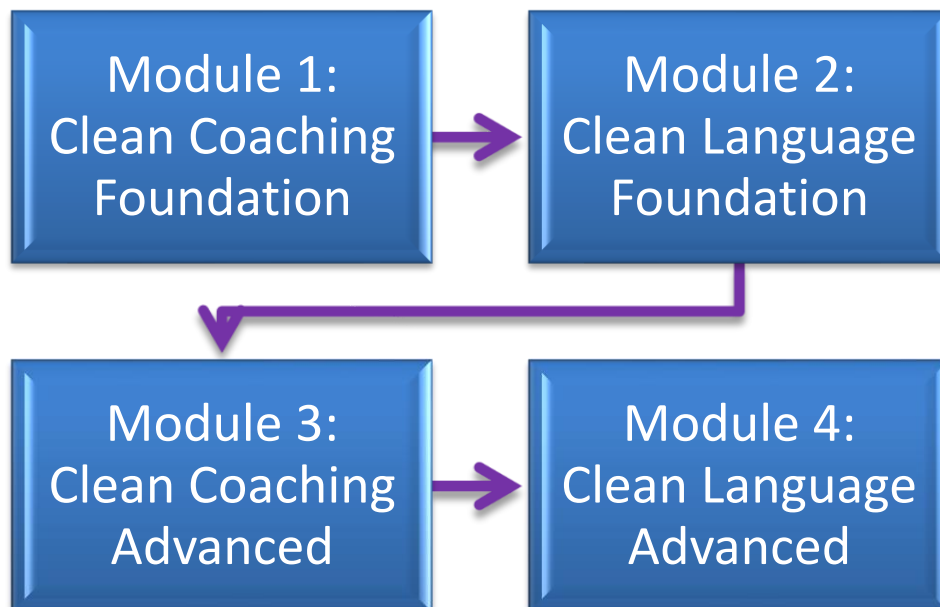 Module 1:
Clean Coaching
Foundation
Module 2:
Clean Language
Foundation
Module 3:
Clean Coaching
Advanced
Module 4:
Clean Language
Advanced